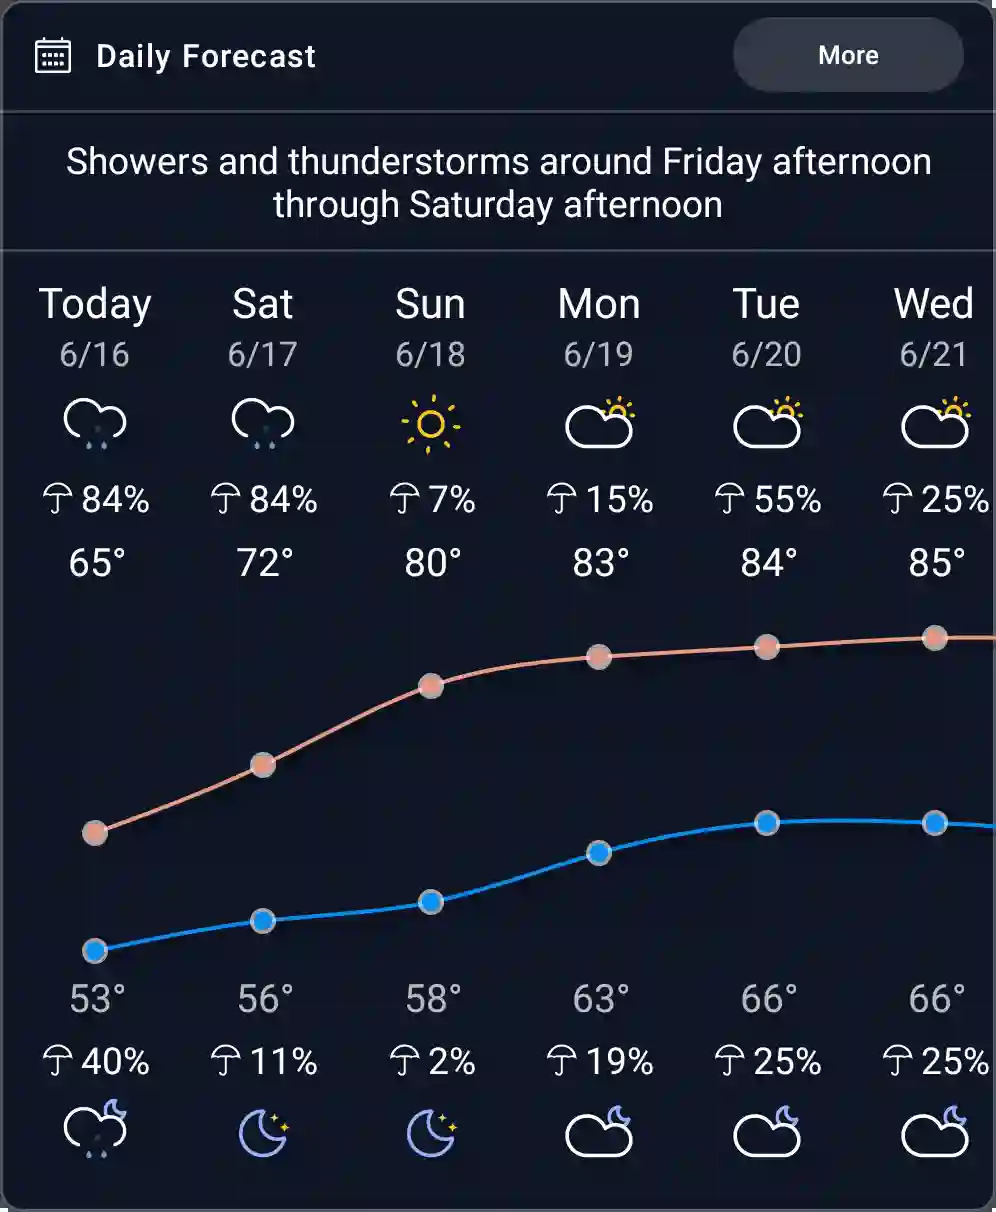 Daily Forecast
More
Showers and thunderstorms around Friday afternoon
through Saturday afternoon
Today Sat Sun Mon Tue Wed
6/16 6/17 6/18 6/19 6/20 6/21
84% 84% 7% 15% 55% 25%
65° 72° 80° 83° 84° 85°
53° 56° 58° 63° 66° 66°
40% 11% 2% 19% 25% 25%